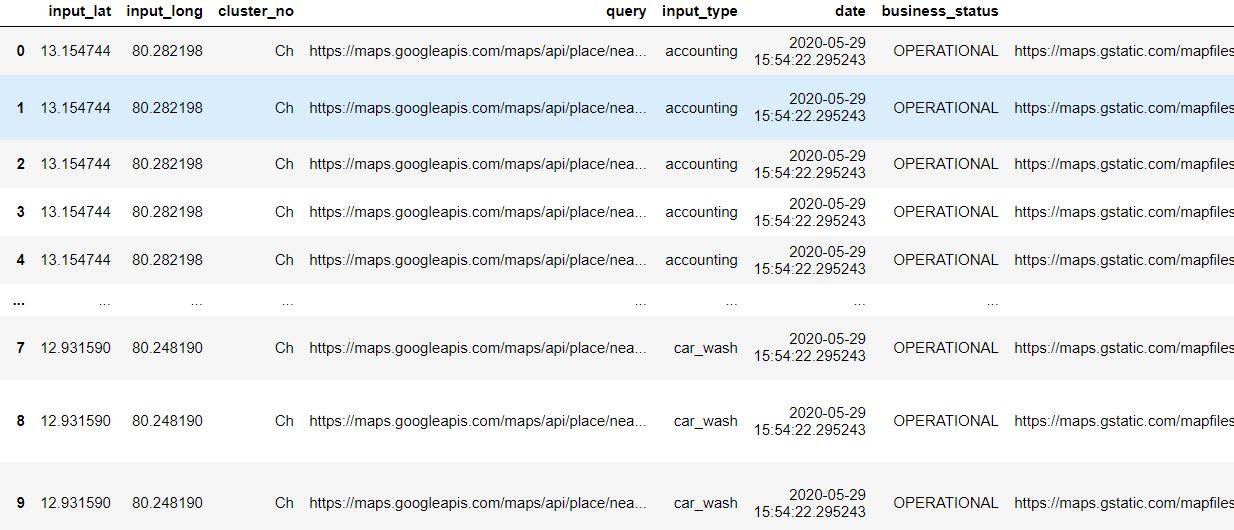 input_lat input_long cluster_no query input_type date business_status
0 13.154744 80.282198 Ch https://maps.googleapis.com/maps/api/place/nea... accounting 2020-05-29 15:54:22.295243 OPERATIONAL https://maps.gstatic.com/mapfiles
1 13.154744 80.282198 Ch https://maps.googleapis.com/maps/api/place/nea... accounting 2020-05-29 15:54:22.295243 OPERATIONAL https://maps.gstatic.com/mapfiles
2 13.154744 80.282198 Ch https://maps.googleapis.com/maps/api/place/nea... accounting 2020-05-29 15:54:22.295243 OPERATIONAL https://maps.gstatic.com/mapfiles
3 13.154744 80.282198 Ch https://maps.googleapis.com/maps/api/place/nea... accounting 2020-05-29 15:54:22.295243 OPERATIONAL https://maps.gstatic.com/mapfiles
4 13.154744 80.282198 Ch https://maps.googleapis.com/maps/api/place/nea... accounting 2020-05-29 15:54:22.295243 OPERATIONAL https://maps.gstatic.com/mapfiles
... ... ... ... ... ... ... ...
7 12.931590 80.248190 Ch https://maps.googleapis.com/maps/api/place/nea... car_wash 2020-05-29 15:54:22.295243 OPERATIONAL https://maps.gstatic.com/mapfiles
8 12.931590 80.248190 Ch https://maps.googleapis.com/maps/api/place/nea... car_wash 2020-05-29 15:54:22.295243 OPERATIONAL https://maps.gstatic.com/mapfiles
9 12.931590 80.248190 Ch https://maps.googleapis.com/maps/api/place/nea... car_wash 2020-05-29 15:54:22.295243 OPERATIONAL https://maps.gstatic.com/mapfiles